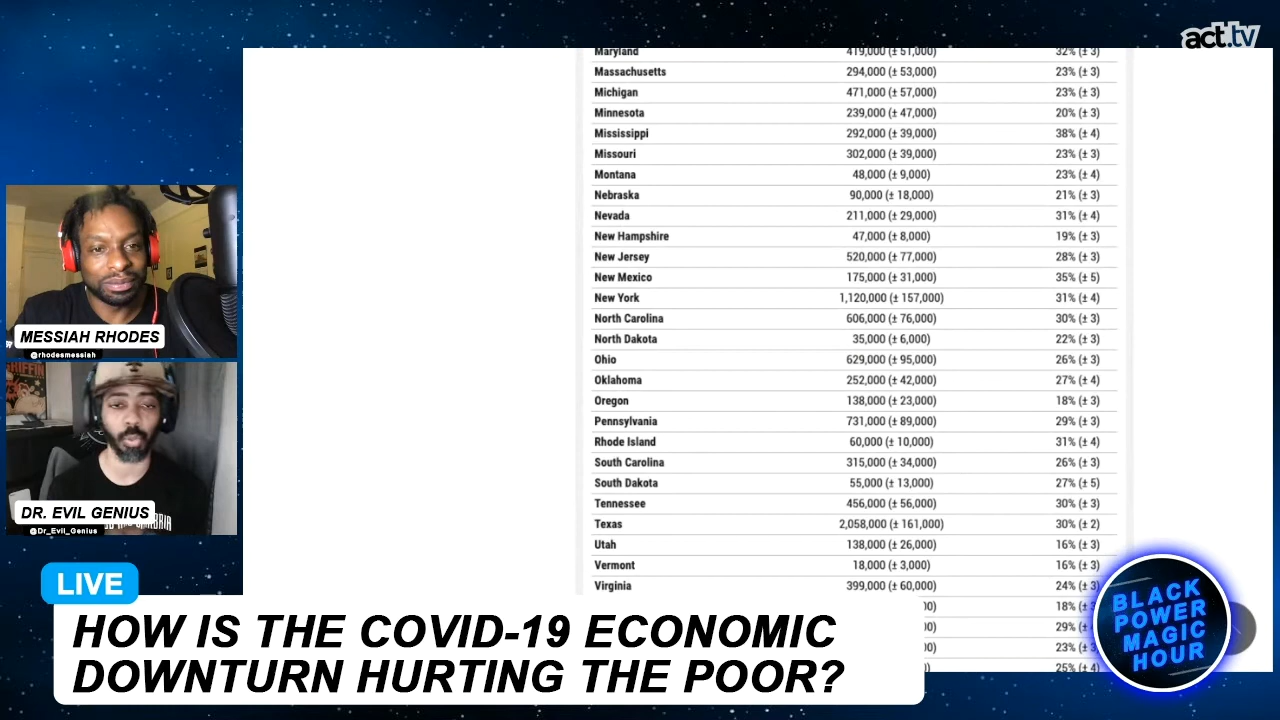 act.tv
Maryland 419,000 (± 51,000) 32% (± 3)
Massachusetts 294,000 (± 53,000) 23% (± 3)
Michigan 471,000 (± 57,000) 23% (± 3)
Minnesota 239,000 (± 47,000) 20% (± 3)
Mississippi 292,000 (± 39,000) 38% (± 4)
Missouri 302,000 (± 39,000) 23% (± 3)
Montana 48,000 (± 9,000) 23% (± 4)
Nebraska 90,000 (± 18,000) 21% (± 3)
Nevada 211,000 (± 29,000) 31% (± 4)
New Hampshire 47,000 (± 8,000) 19% (± 3)
New Jersey 520,000 (± 77,000) 28% (± 3)
New Mexico 175,000 (± 31,000) 35% (± 5)
New York 1,120,000 (± 157,000) 31% (± 4)
North Carolina 606,000 (± 76,000) 30% (± 3)
North Dakota 35,000 (± 6,000) 22% (± 3)
Ohio 629,000 (± 95,000) 26% (± 3)
Oklahoma 252,000 (± 42,000) 27% (± 4)
Oregon 138,000 (± 23,000) 18% (± 3)
Pennsylvania 731,000 (± 89,000) 29% (± 3)
Rhode Island 60,000 (± 10,000) 31% (± 4)
South Carolina 315,000 (± 34,000) 26% (± 3)
South Dakota 55,000 (± 13,000) 27% (± 5)
Tennessee 456,000 (± 56,000) 30% (± 3)
Texas 2,058,000 (± 161,000) 30% (± 2)
Utah 138,000 (± 26,000) 16% (± 3)
Vermont 18,000 (± 3,000) 16% (± 3)
Virginia 399,000 (± 60,000) 24% (± 3)
00) 18% (±
00) 29% (±
00) 23% (±
) 25% (± 4)
GRIFFIN
MESSIAH RHODES
@rhodesmessiah
DR. EVIL GENIUS
@Dr_Evil_Genius
LIVE
HOW IS THE COVID-19 ECONOMIC
DOWNTURN HURTING THE POOR?
BLACK
POWER
MAGIC
HOUR